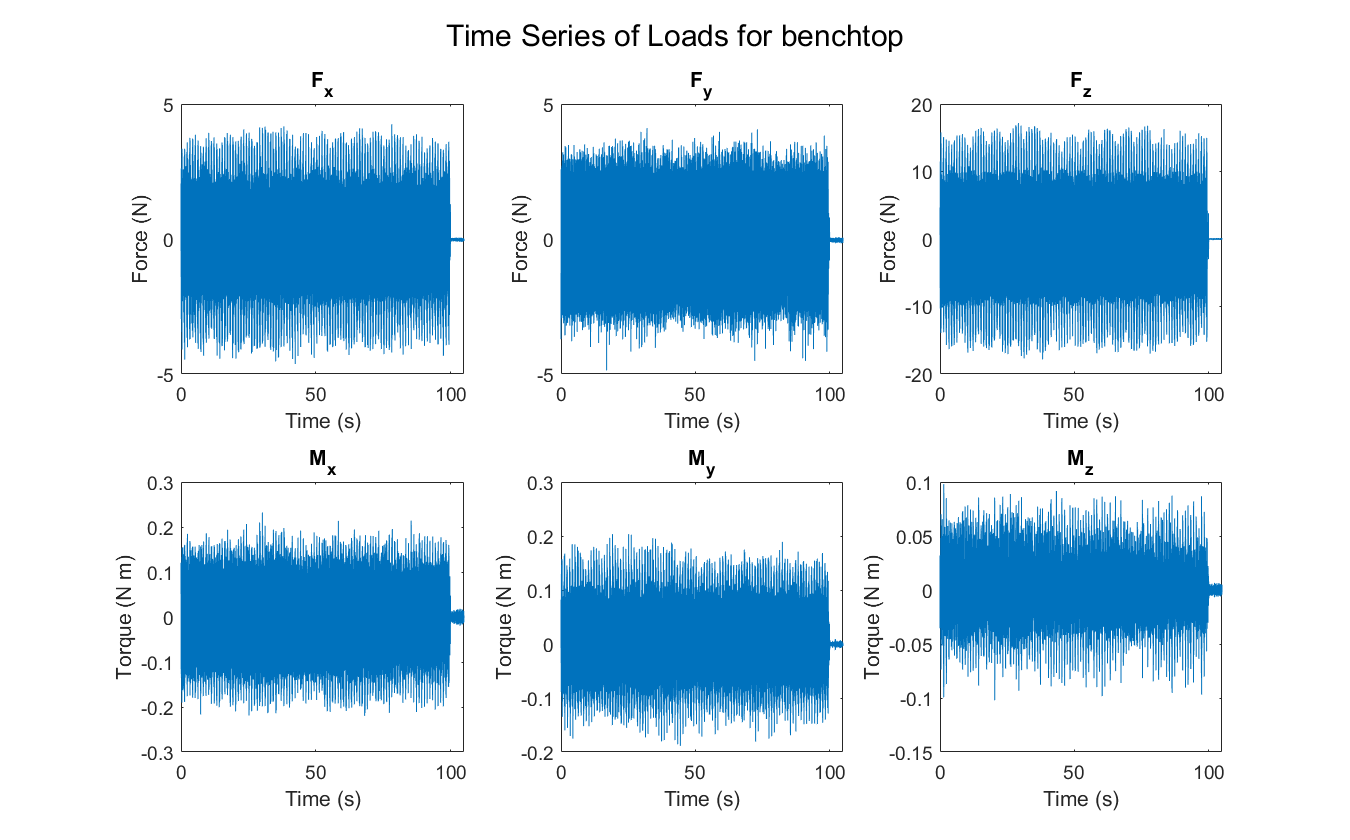 Time Series of Loads for benchtop
Fx
5
0
-5
Force (N)
0 50 100
Time (s)
Fy
5
0
-5
Force (N)
0 50 100
Time (s)
Fz
20
10
0
-10
-20
Force (N)
0 50 100
Time (s)
Mx
0.3
0.2
0.1
0
-0.1
-0.2
-0.3
Torque (N m)
0 50 100
Time (s)
My
0.3
0.2
0.1
0
-0.1
-0.2
Torque (N m)
0 50 100
Time (s)
Mz
0.1
0.05
0
-0.05
-0.1
-0.15
Torque (N m)
0 50 100
Time (s)